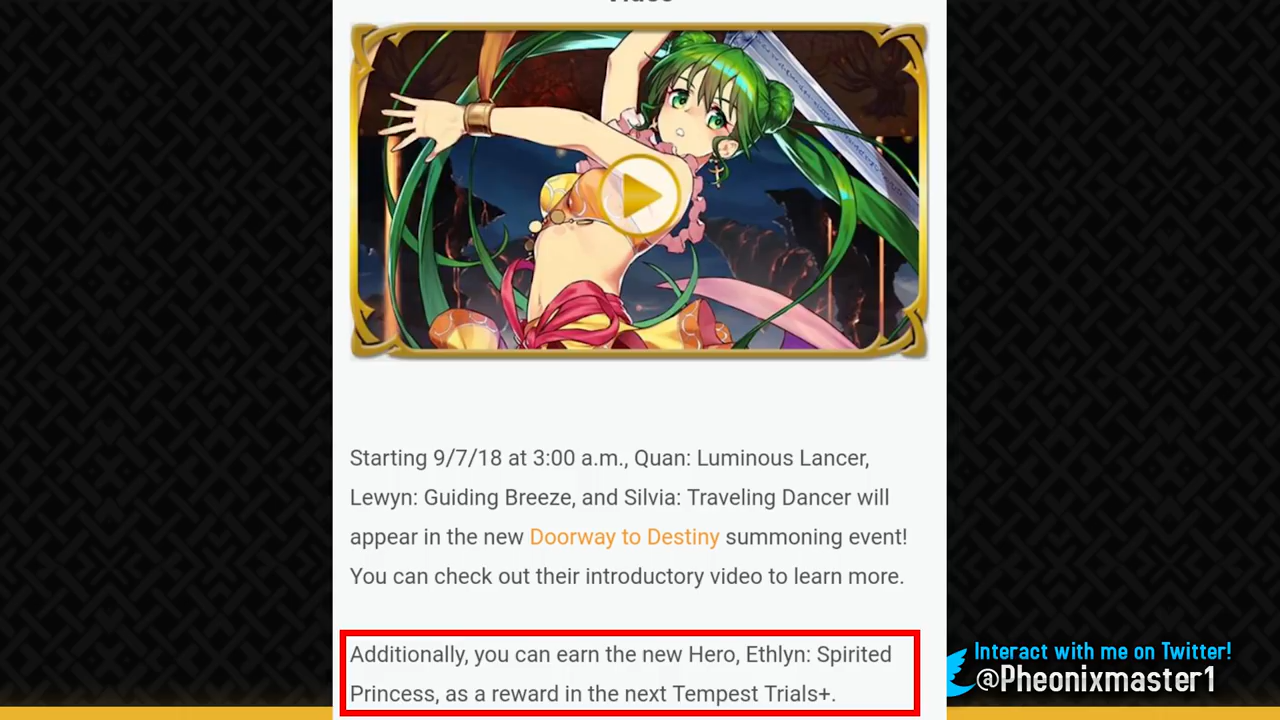 Starting 9/7/18 at 3:00 a.m., Quan: Luminous Lancer,
Lewyn: Guiding Breeze, and Silvia: Traveling Dancer will
appear in the new Doorway to Destiny summoning event!
You can check out their introductory video to learn more.
Additionally, you can earn the new Hero, Ethlyn: Spirited
Princess, as a reward in the next Tempest Trials+.
Interact with me on Twitter!
@Pheonixmaster1